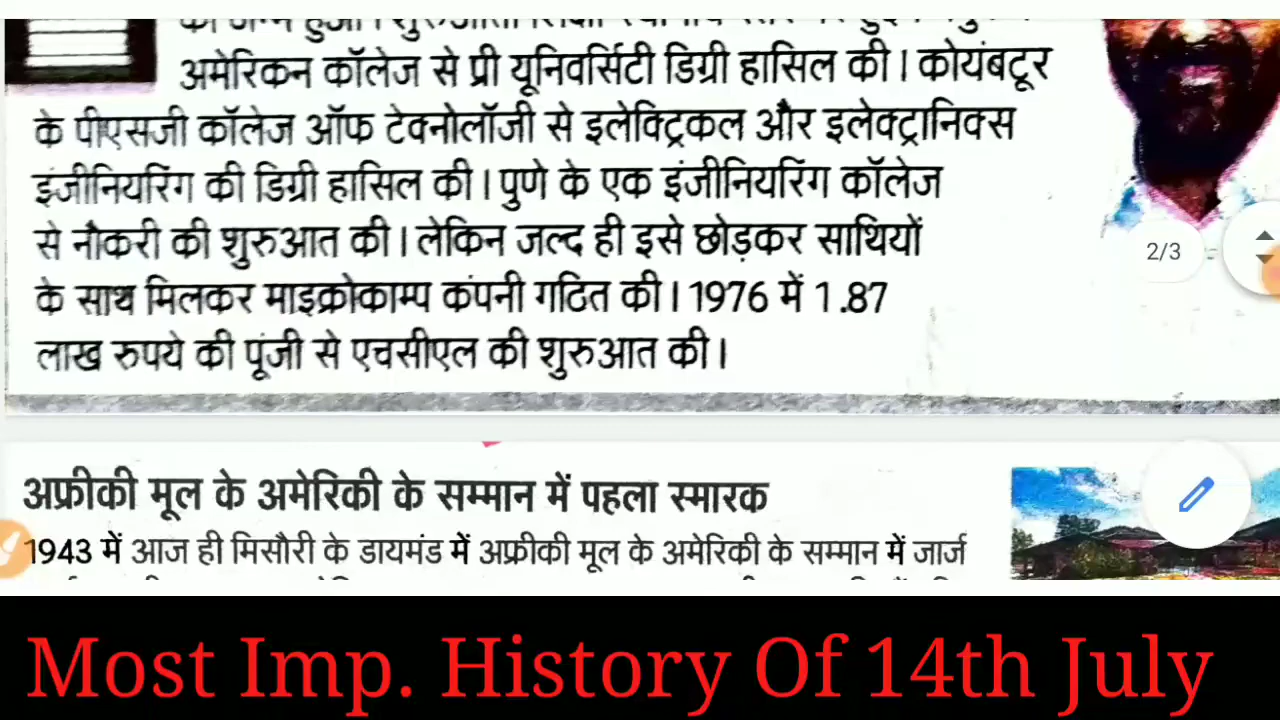 अमेरिकन कॉलेज से प्री यूनिवर्सिटी डिग्री हासिल की। कोयंबटूर
के पीएसजी कॉलेज ऑफ टेक्नोलॉजी से इलेक्ट्रिकल और इलेक्ट्रानिक्स
इंजीनियरिंग की डिग्री हासिल की। पुणे के एक इंजीनियरिंग कॉलेज
से नौकरी की शुरुआत की। लेकिन जल्द ही इसे छोड़कर साथियों
के साथ मिलकर माइक्रोकाम्प कंपनी गठित की। 1976 में 1.87
लाख रुपये की पूंजी से एचसीएल की शुरुआत की।
2/3
अफ्रीकी मूल के अमेरिकी के सम्मान में पहला स्मारक
1943 में आज ही मिसौरी के डायमंड में अफ्रीकी मूल के अमेरिकी के सम्मान में जार्ज
Most Imp. History Of 14th July